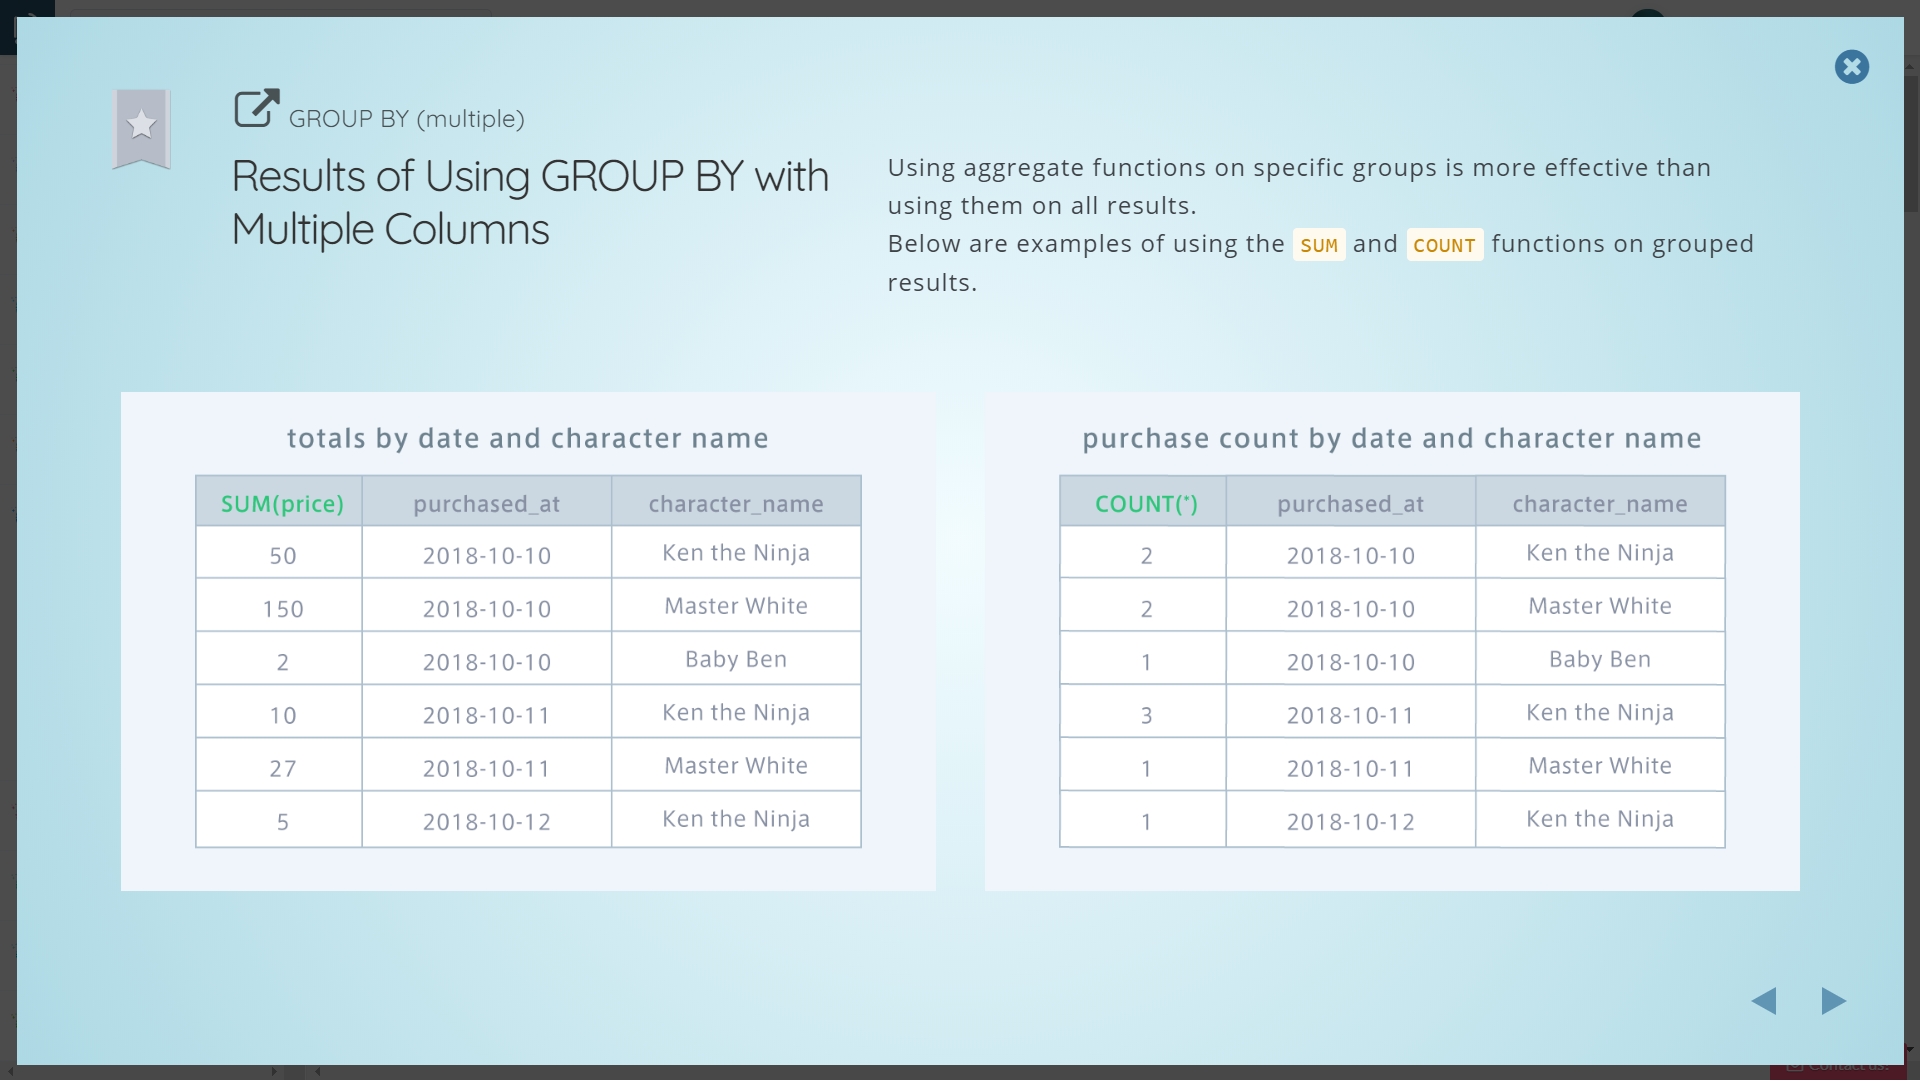 GROUP BY (multiple)
Results of Using GROUP BY with
Multiple Columns
Using aggregate functions on specific groups is more effective than
using them on all results.
Below are examples of using the SUM and COUNT functions on grouped
results.
totals by date and character name
SUM(price) purchased_at character_name
50 2018-10-10 Ken the Ninja
150 2018-10-10 Master White
2 2018-10-10 Baby Ben
10 2018-10-11 Ken the Ninja
27 2018-10-11 Master White
5 2018-10-12 Ken the Ninja
purchase count by date and character name
COUNT(*) purchased_at character_name
2 2018-10-10 Ken the Ninja
2 2018-10-10 Master White
1 2018-10-10 Baby Ben
3 2018-10-11 Ken the Ninja
1 2018-10-11 Master White
1 2018-10-12 Ken the Ninja
Contact us!